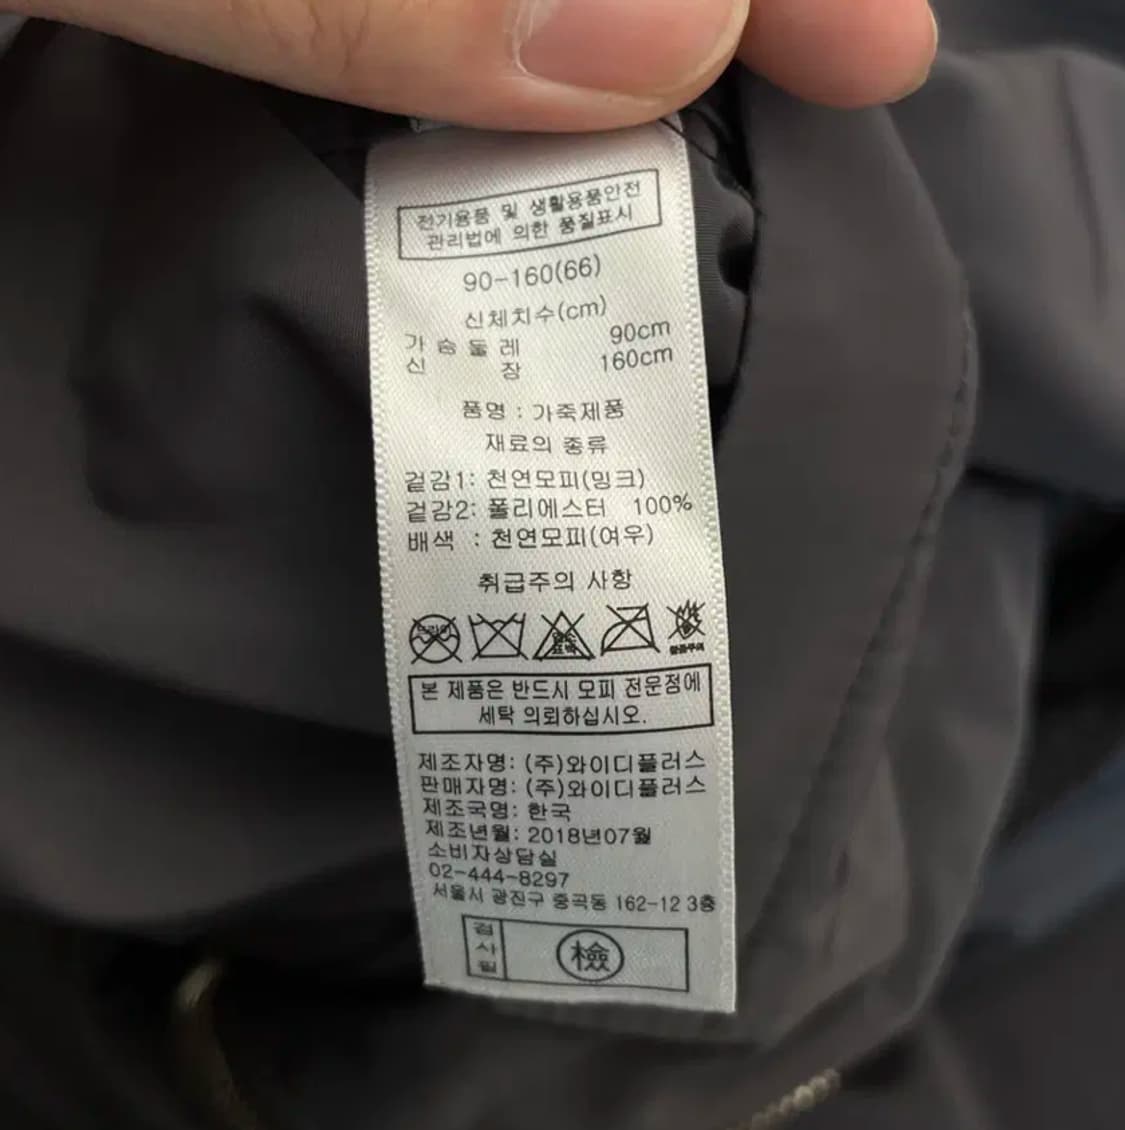 전기용품 및 생활용품안전
관리법에 의한 품질표시
90-160(66)
신체치수(cm)
가슴둘레 90cm
신장 160cm
품명 : 가죽제품
재료의 종류
겉감1: 천연모피(밍크)
겉감2: 폴리에스터 100%
배색 : 천연모피(여우)
취급주의 사항
드라이
염소
표백
본 제품은 반드시 모피 전문점에
세탁 의뢰하십시오.
제조자명: (주)와이디플러스
판매자명: (주)와이디플러스
제조국명: 한국
제조년월: 2018년07월
소비자상담실
02-444-8297
서울시 광진구 중곡동 162-12 3층
검사필 檢